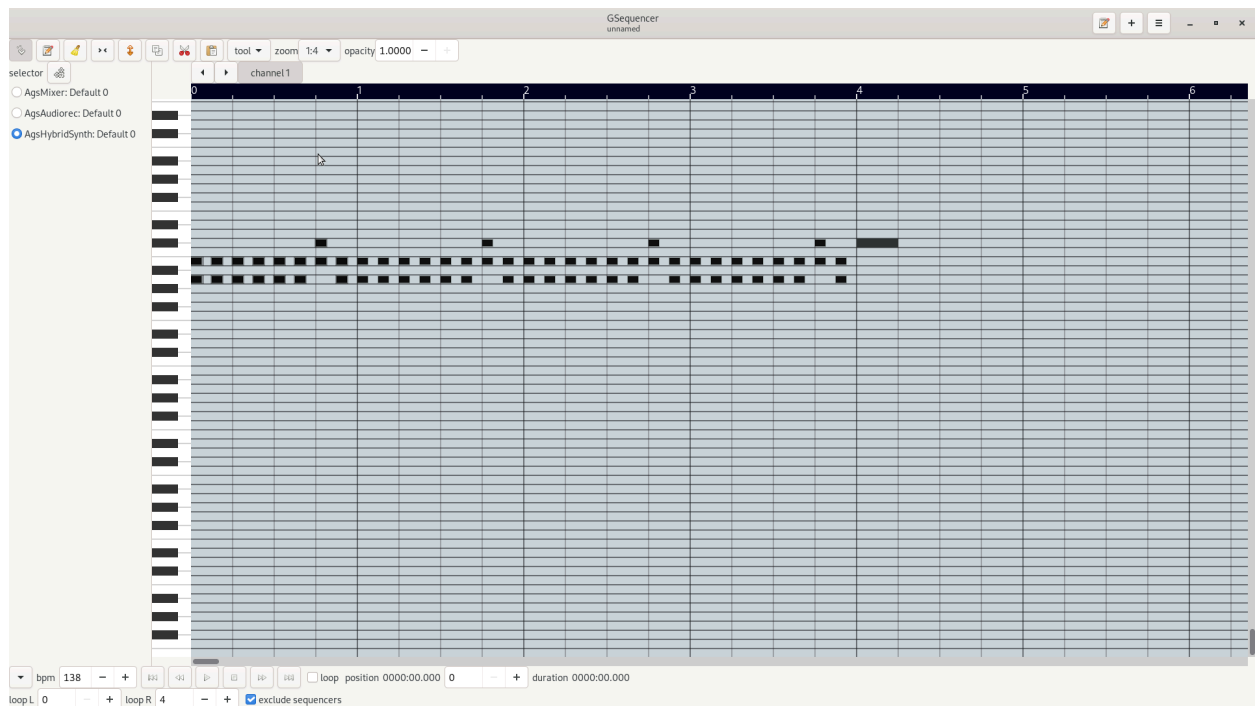 GSequencer
unnamed
tool zoom 1:4 opacity 1.0000
selector channel 1
0 1 2 3 4 5 6
AgsMixer: Default 0
AgsAudiorec: Default 0
AgsHybridSynth: Default 0
bpm 138 loop position 0000:00.000 0 duration 0000:00.000
loop L 0 loop R 4 exclude sequencers